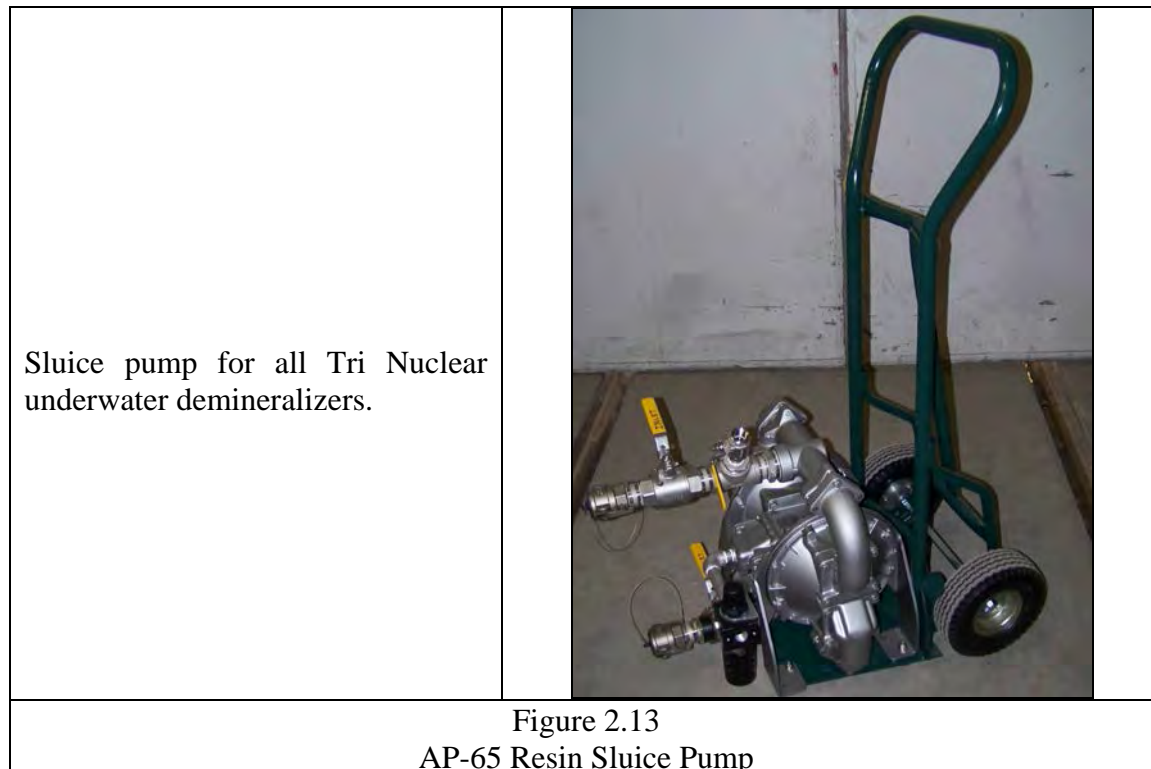 Sluice pump for all Tri Nuclear
underwater demineralizers.
Figure 2.13
AP-65 Resin Sluice Pump